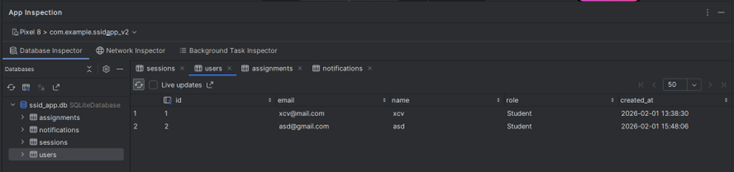 App Inspection
Pixel 8 > com.example.ssidapp_v2
Database Inspector Network Inspector Background Task Inspector
Databases
sessions users assignments notifications
Live updates 50
ssid_app.db SQLiteDatabase
assignments
notifications
sessions
users
id email name role created_at
1 1 xcv@mail.com xcv Student 2026-02-01 13:38:30
2 2 asd@gmail.com asd Student 2026-02-01 15:48:06